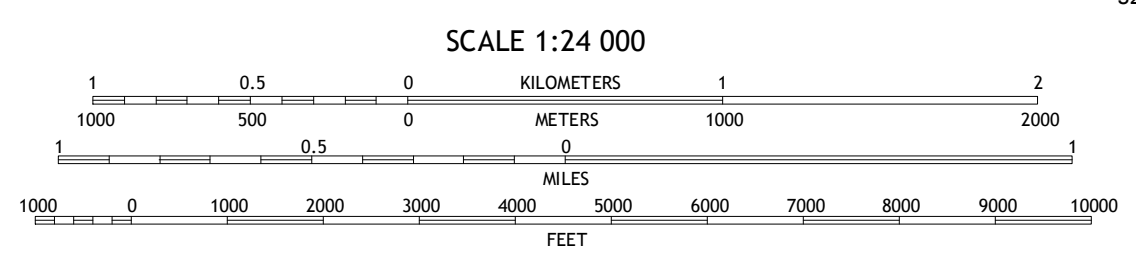 SCALE 1:24 000
1 0.5 0 KILOMETERS 1 2
1000 500 0 METERS 1000 2000
1 0.5 0 1
MILES
1000 0 1000 2000 3000 4000 5000 6000 7000 8000 9000 10000
FEET